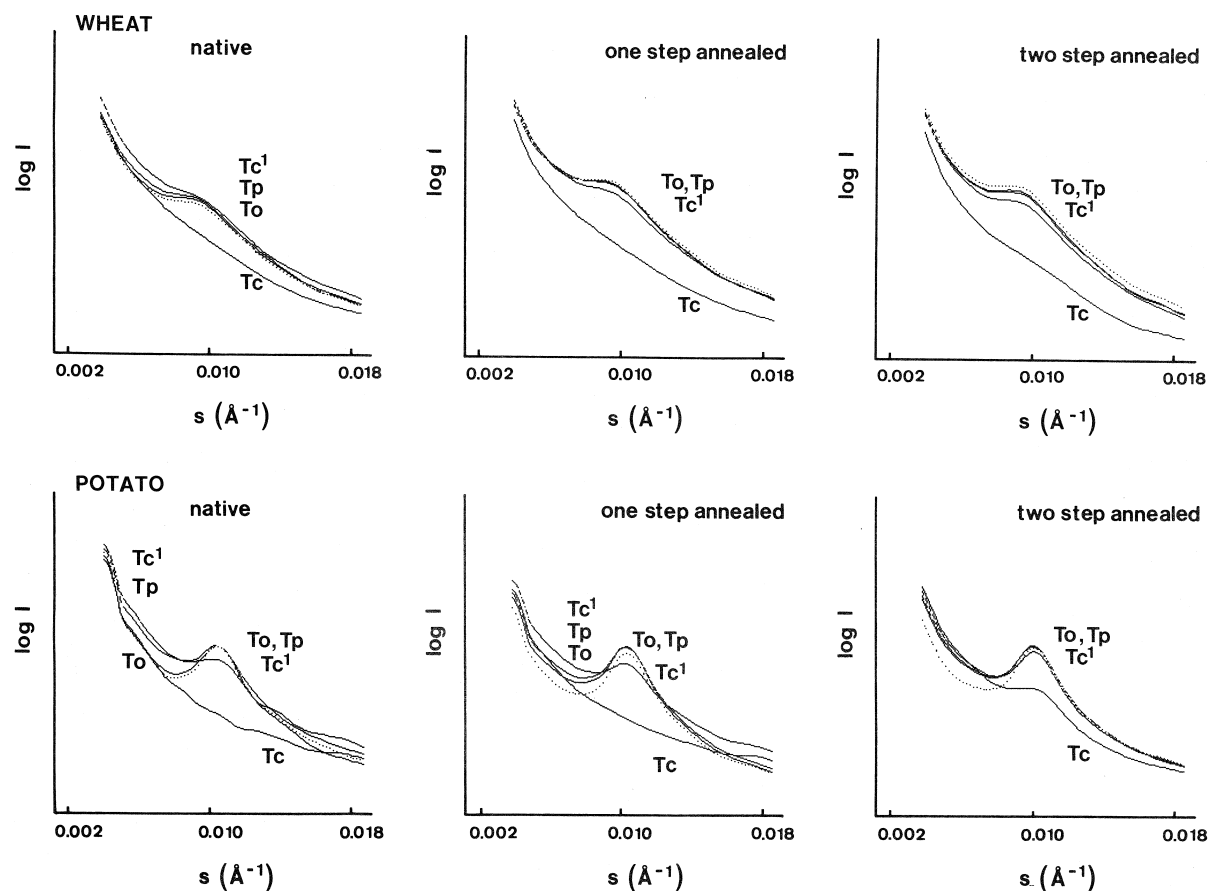 WHEAT
native
log I
Tc¹
Tp
To
Tc
0.002 0.010 0.018
s (Å⁻¹)
one step annealed
log I
To, Tp
Tc¹
Tc
0.002 0.010 0.018
s (Å⁻¹)
two step annealed
log I
To, Tp
Tc¹
Tc
0.002 0.010 0.018
s (Å⁻¹)
POTATO
native
log I
Tc¹
Tp
To
To, Tp
Tc¹
Tc
0.002 0.010 0.018
s (Å⁻¹)
one step annealed
log I
Tc¹
Tp
To
To, Tp
Tc¹
Tc
0.002 0.010 0.018
s (Å⁻¹)
two step annealed
log I
To, Tp
Tc¹
Tc
0.002 0.010 0.018
s (Å⁻¹)